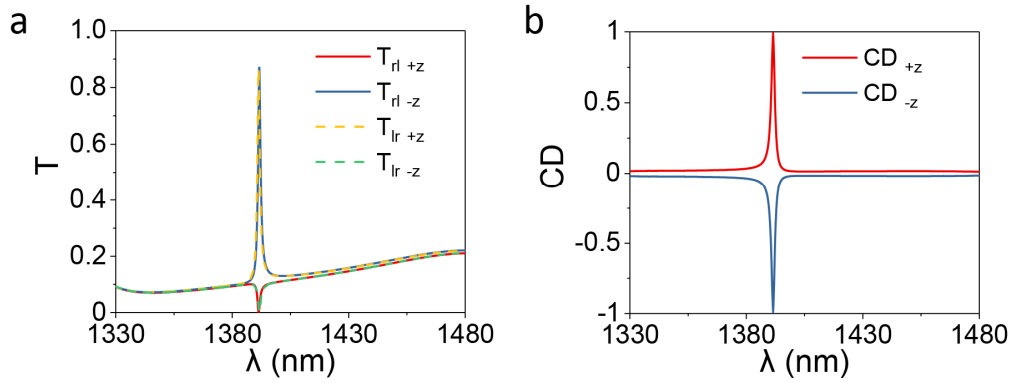 a
1.0
0.8
0.6
0.4
0.2
0
T
T rl +z
T rl -z
T lr +z
T lr -z
1330 1380 1430 1480
λ (nm)
b
1
0.5
0
-0.5
-1
CD
CD +z
CD -z
1330 1380 1430 1480
λ (nm)